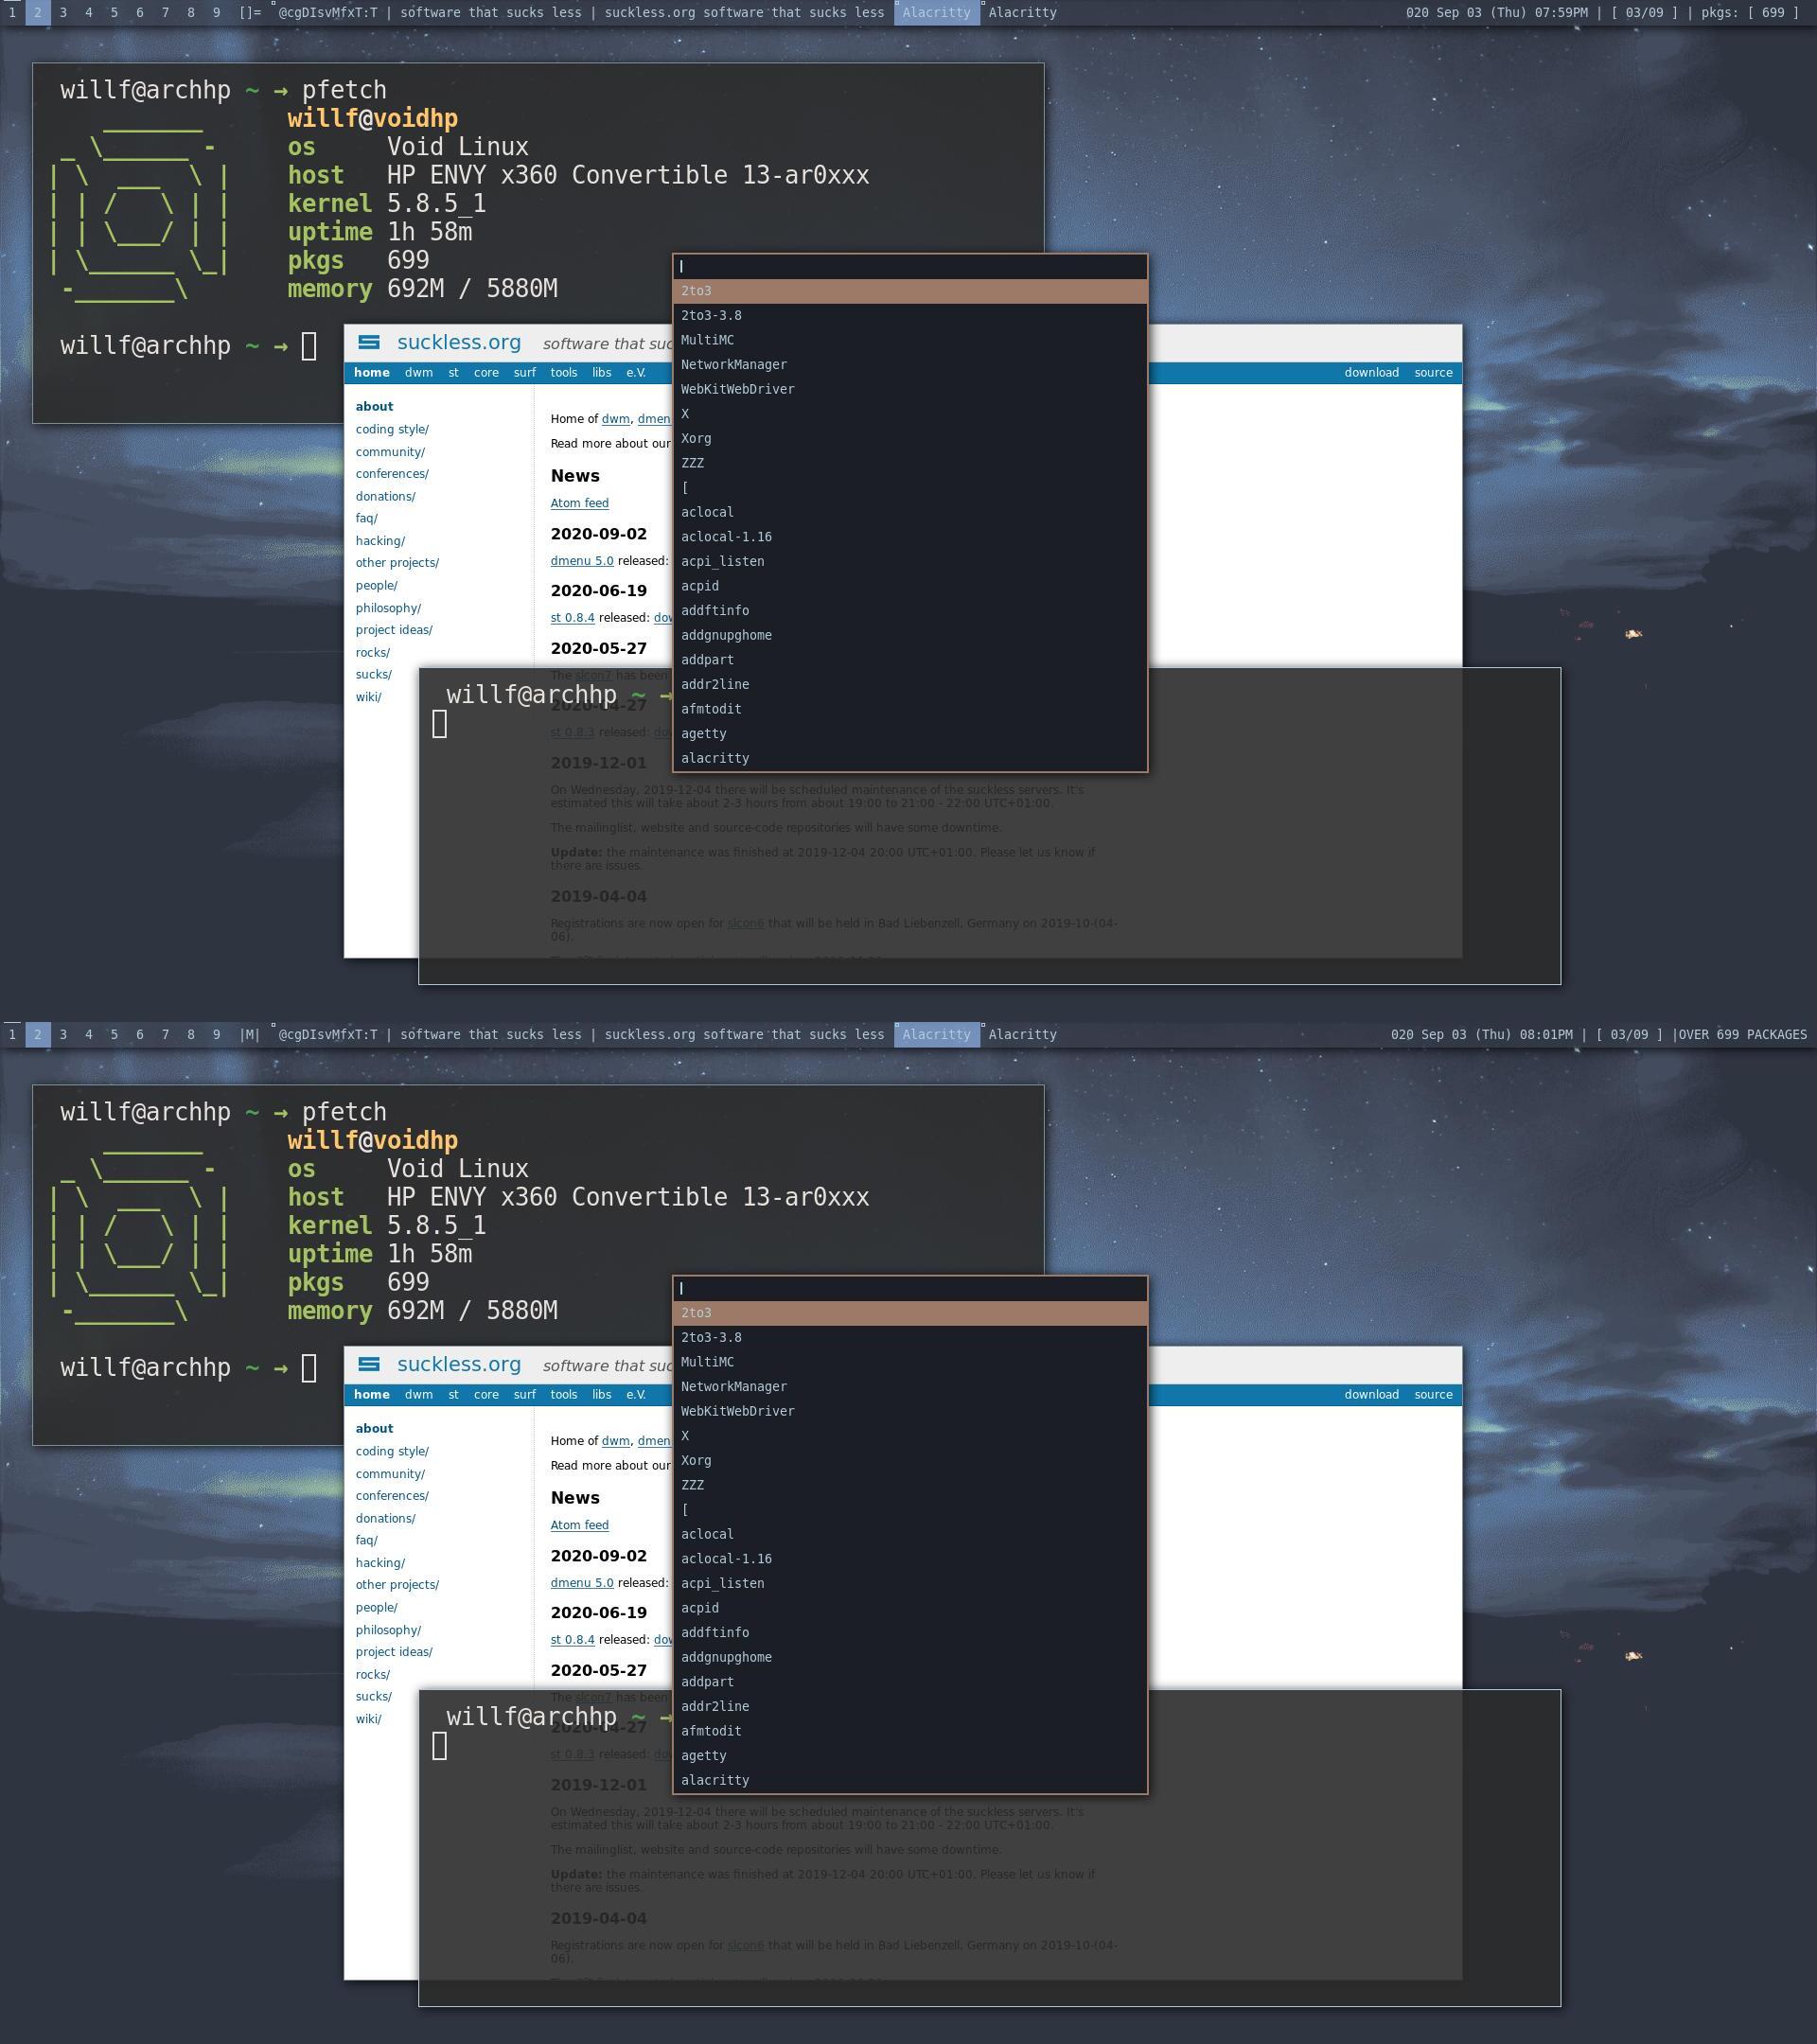 1 2 3 4 5 6 7 8 9 []= @cgDIsvMfxT:T | software that sucks less | suckless.org software that sucks less Alacritty Alacritty 020 Sep 03 (Thu) 07:59PM | [ 03/09 ] | pkgs: [ 699 ]
willf@archhp ~ → pfetch
willf@voidhp
os Void Linux
host HP ENVY x360 Convertible 13-ar0xxx
kernel 5.8.5_1
uptime 1h 58m
pkgs 699
memory 692M / 5880M
willf@archhp ~ →
suckless.org software that suc
home dwm st core surf tools libs e.V. download source
about
coding style/
community/
conferences/
donations/
faq/
hacking/
other projects/
people/
philosophy/
project ideas/
rocks/
sucks/
wiki/
Home of dwm, dmen
Read more about our
News
Atom feed
2020-09-02
dmenu 5.0 released:
2020-06-19
st 0.8.4 released: dow
2020-05-27
The slcon7 has been
2020-04-27
st 0.8.3 released: dow
2019-12-01
On Wednesday, 2019-12-04 there will be scheduled maintenance of the suckless servers. It's
estimated this will take about 2-3 hours from about 19:00 to 21:00 - 22:00 UTC+01:00.
The mailinglist, website and source-code repositories will have some downtime.
Update: the maintenance was finished at 2019-12-04 20:00 UTC+01:00. Please let us know if
there are issues.
2019-04-04
Registrations are now open for slcon6 that will be held in Bad Liebenzell, Germany on 2019-10-(04-
06).
willf@archhp ~ →
2to3
2to3-3.8
MultiMC
NetworkManager
WebKitWebDriver
X
Xorg
ZZZ
[
aclocal
aclocal-1.16
acpi_listen
acpid
addftinfo
addgnupghome
addpart
addr2line
afmtodit
agetty
alacritty
1 2 3 4 5 6 7 8 9 |M| @cgDIsvMfxT:T | software that sucks less | suckless.org software that sucks less Alacritty Alacritty 020 Sep 03 (Thu) 08:01PM | [ 03/09 ] |OVER 699 PACKAGES
willf@archhp ~ → pfetch
willf@voidhp
os Void Linux
host HP ENVY x360 Convertible 13-ar0xxx
kernel 5.8.5_1
uptime 1h 58m
pkgs 699
memory 692M / 5880M
willf@archhp ~ →
suckless.org software that suc
home dwm st core surf tools libs e.V. download source
about
coding style/
community/
conferences/
donations/
faq/
hacking/
other projects/
people/
philosophy/
project ideas/
rocks/
sucks/
wiki/
Home of dwm, dmen
Read more about our
News
Atom feed
2020-09-02
dmenu 5.0 released:
2020-06-19
st 0.8.4 released: dow
2020-05-27
The slcon7 has been
2020-04-27
st 0.8.3 released: dow
2019-12-01
On Wednesday, 2019-12-04 there will be scheduled maintenance of the suckless servers. It's
estimated this will take about 2-3 hours from about 19:00 to 21:00 - 22:00 UTC+01:00.
The mailinglist, website and source-code repositories will have some downtime.
Update: the maintenance was finished at 2019-12-04 20:00 UTC+01:00. Please let us know if
there are issues.
2019-04-04
Registrations are now open for slcon6 that will be held in Bad Liebenzell, Germany on 2019-10-(04-
06).
willf@archhp ~ →
2to3
2to3-3.8
MultiMC
NetworkManager
WebKitWebDriver
X
Xorg
ZZZ
[
aclocal
aclocal-1.16
acpi_listen
acpid
addftinfo
addgnupghome
addpart
addr2line
afmtodit
agetty
alacritty